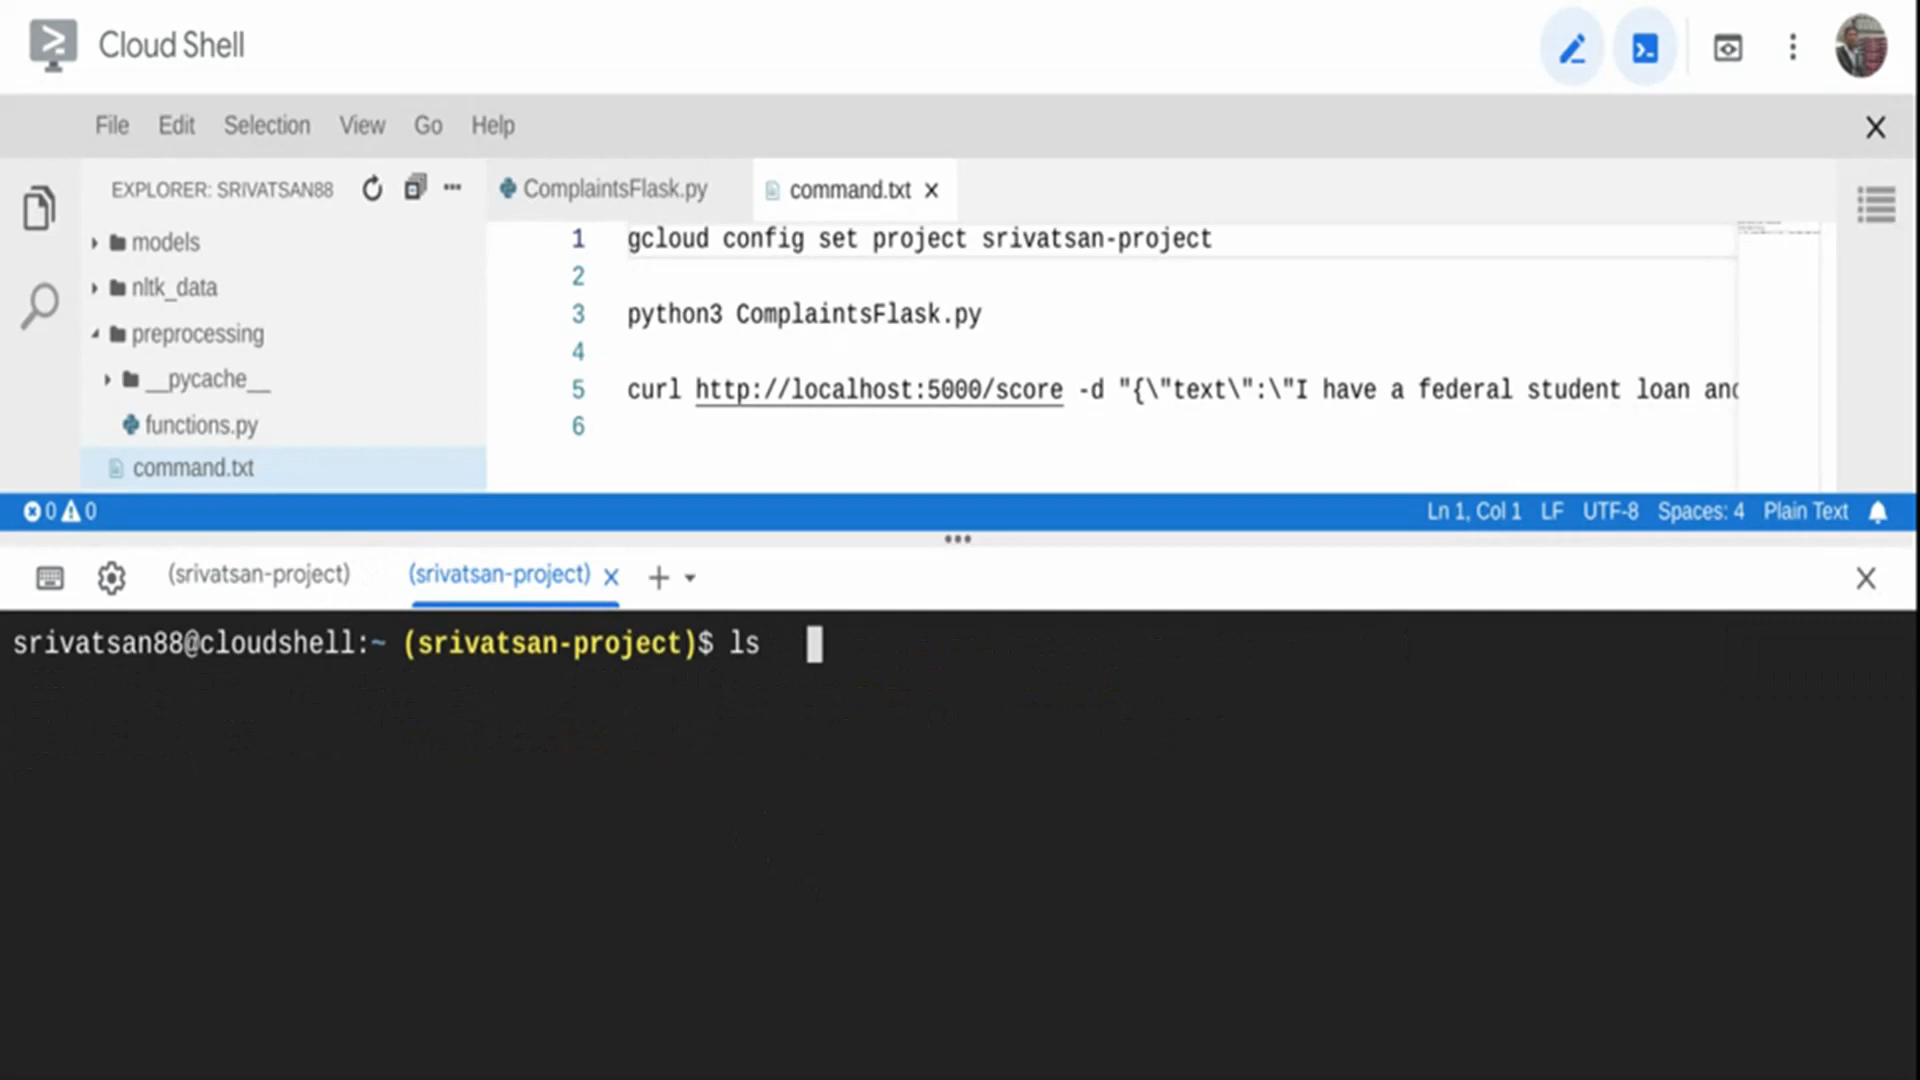 Cloud Shell
File Edit Selection View Go Help
EXPLORER: SRIVATSAN88
models
nltk_data
preprocessing
__pycache__
functions.py
command.txt
ComplaintsFlask.py command.txt
1 gcloud config set project srivatsan-project
2
3 python3 ComplaintsFlask.py
4
5 curl http://localhost:5000/score -d "{\"text\":\"I have a federal student loan and
6
0 0 Ln 1, Col 1 LF UTF-8 Spaces: 4 Plain Text
(srivatsan-project) (srivatsan-project)
srivatsan88@cloudshell:~ (srivatsan-project)$ ls